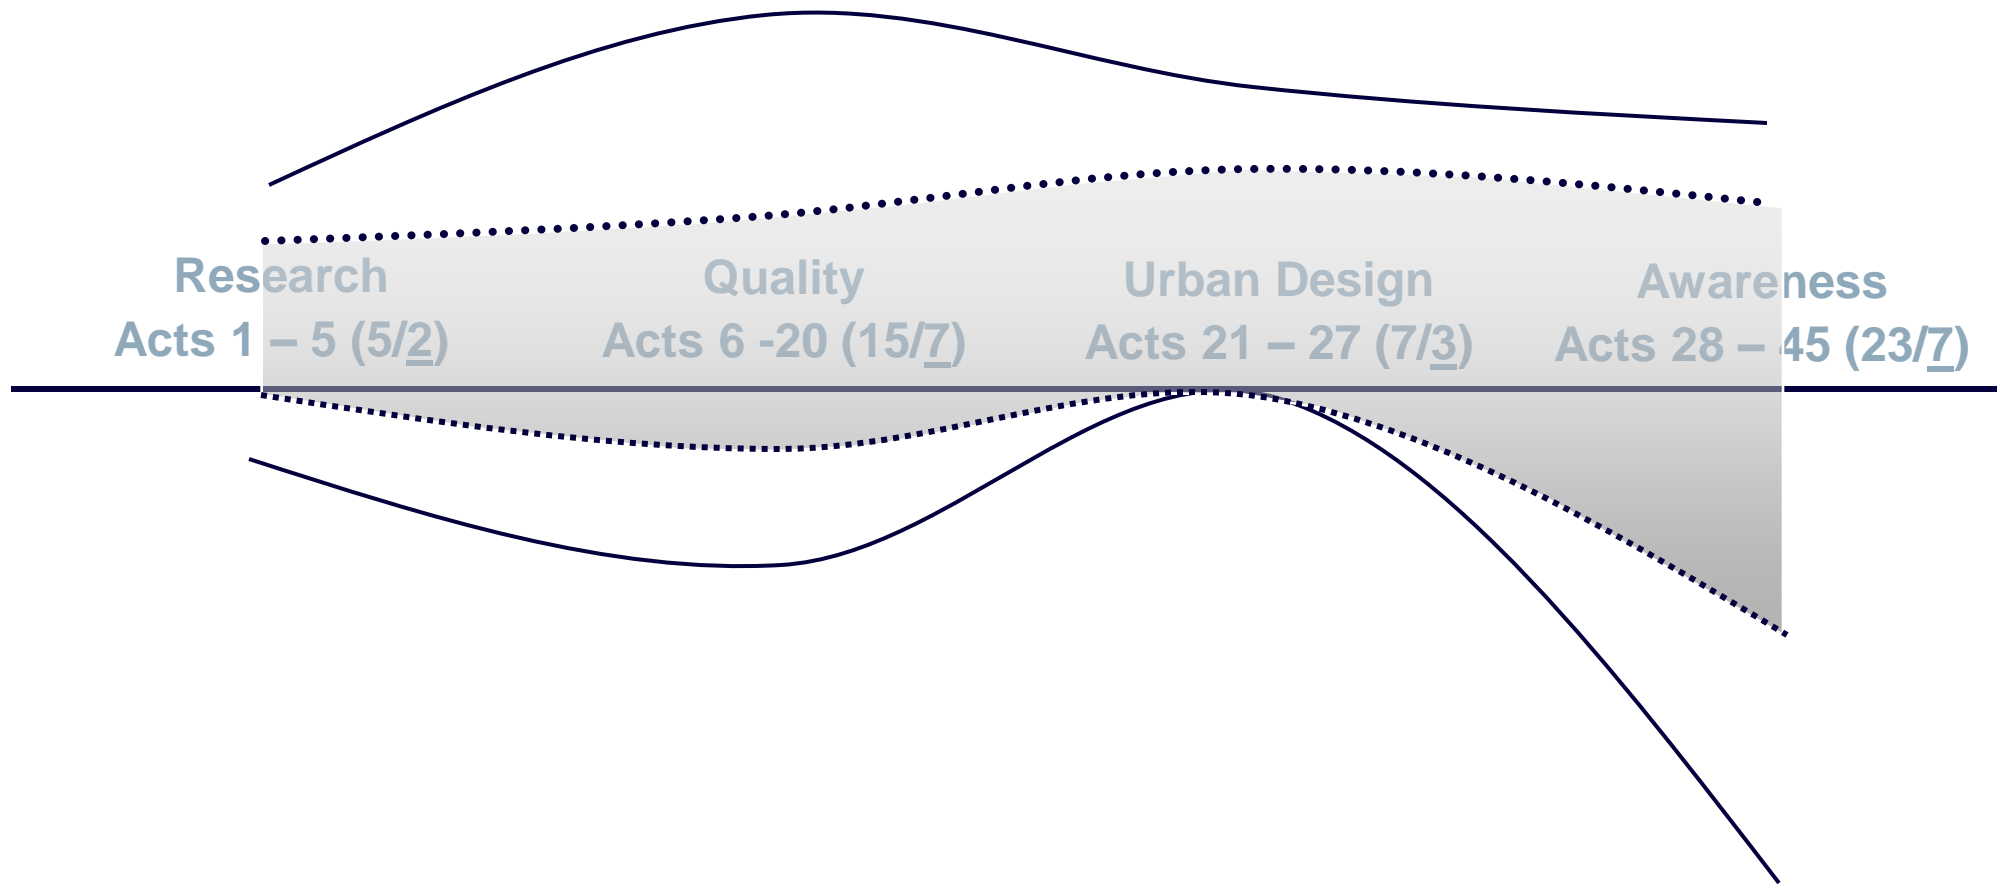 Research
Acts 1 – 5 (5/2)
Quality
Acts 6 -20 (15/7)
Urban Design
Acts 21 – 27 (7/3)
Awareness
Acts 28 – 45 (23/7)